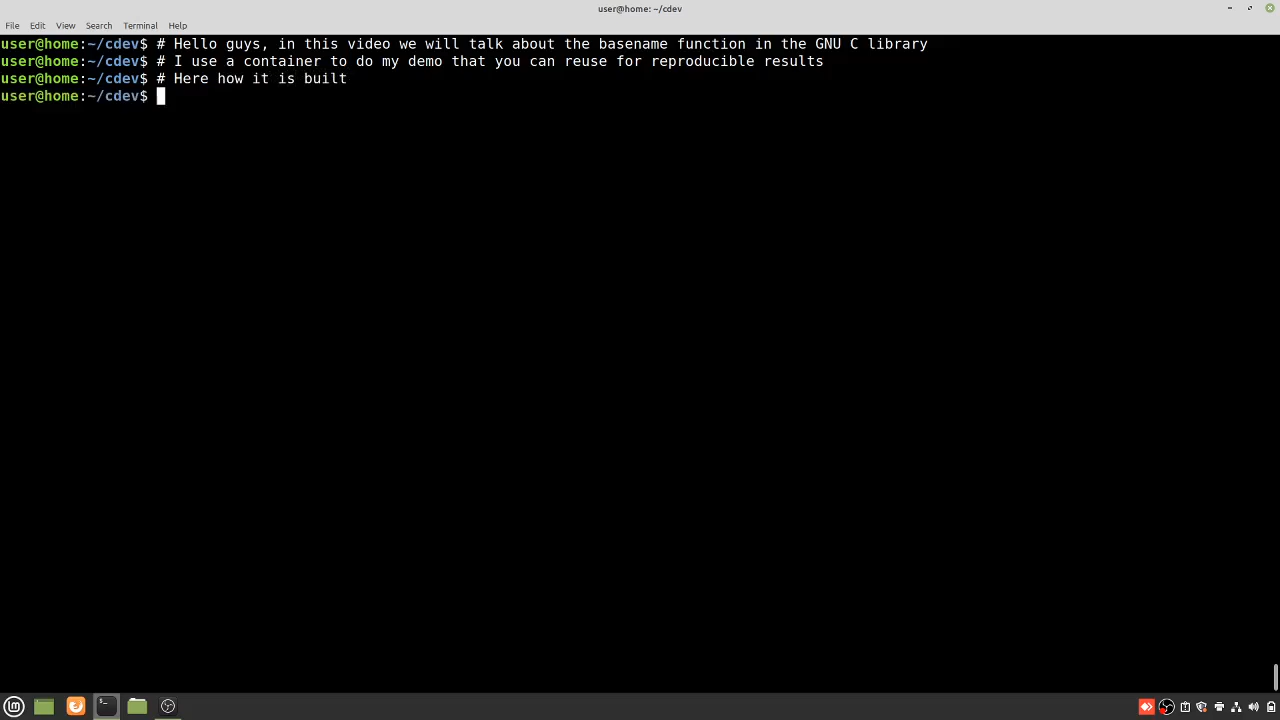 user@home: ~/cdev
File Edit View Search Terminal Help
user@home:~/cdev$ # Hello guys, in this video we will talk about the basename function in the GNU C library
user@home:~/cdev$ # I use a container to do my demo that you can reuse for reproducible results
user@home:~/cdev$ # Here how it is built
user@home:~/cdev$